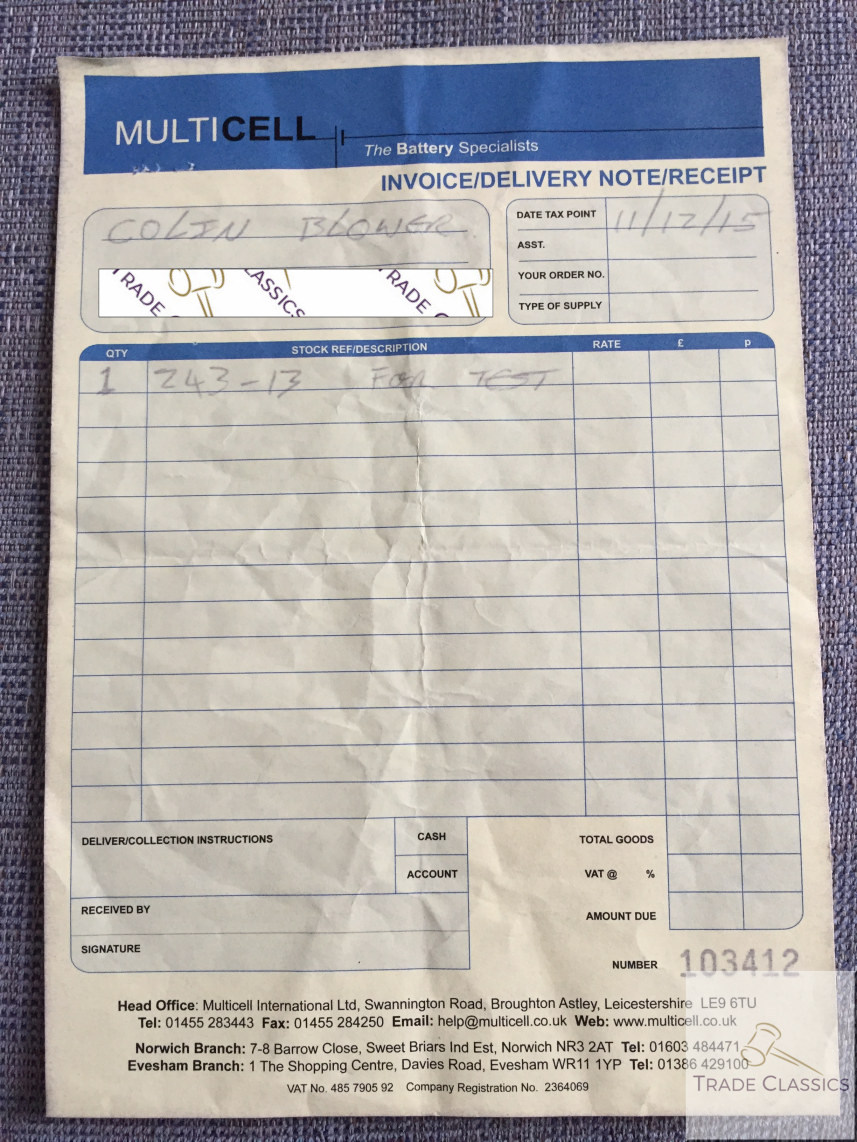 MULTICELL
The Battery Specialists
INVOICE/DELIVERY NOTE/RECEIPT
COLIN BLOWER
DATE TAX POINT 11/12/15
ASST.
YOUR ORDER NO.
TYPE OF SUPPLY
TRADE CLASSICS TRADE
QTY STOCK REF/DESCRIPTION RATE £ p
1 243-13 FOR TEST
DELIVER/COLLECTION INSTRUCTIONS CASH TOTAL GOODS
ACCOUNT VAT @ %
RECEIVED BY AMOUNT DUE
SIGNATURE
NUMBER 103412
Head Office: Multicell International Ltd, Swannington Road, Broughton Astley, Leicestershire LE9 6TU
Tel: 01455 283443 Fax: 01455 284250 Email: help@multicell.co.uk Web: www.multicell.co.uk
Norwich Branch: 7-8 Barrow Close, Sweet Briars Ind Est, Norwich NR3 2AT Tel: 01603 484471
Evesham Branch: 1 The Shopping Centre, Davies Road, Evesham WR11 1YP Tel: 01386 429100
VAT No. 485 7905 92 Company Registration No. 2364069
TRADE CLASSICS